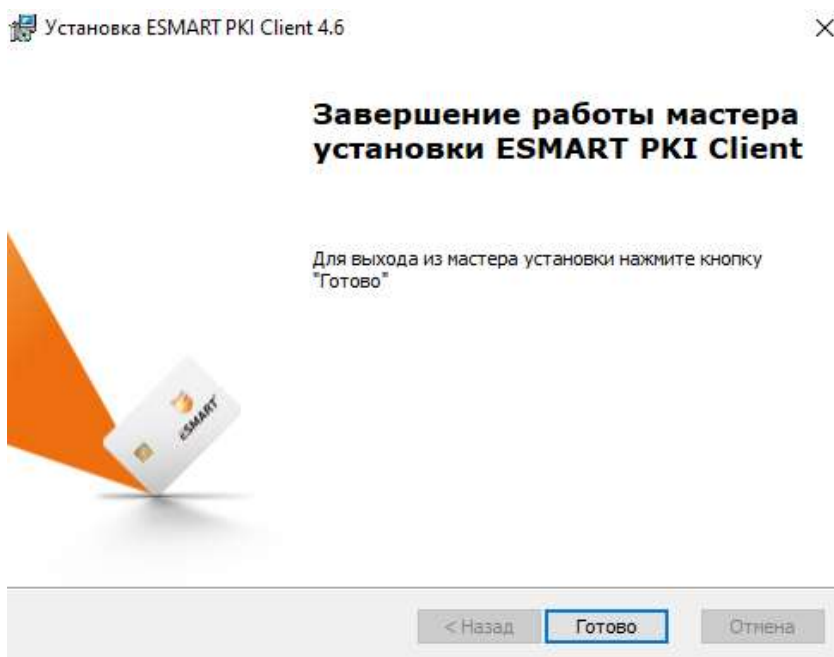 Установка ESMART PKI Client 4.6
Завершение работы мастера
установки ESMART PKI Client
Для выхода из мастера установки нажмите кнопку
"Готово"
ESMART
< Назад
Готово
Отмена